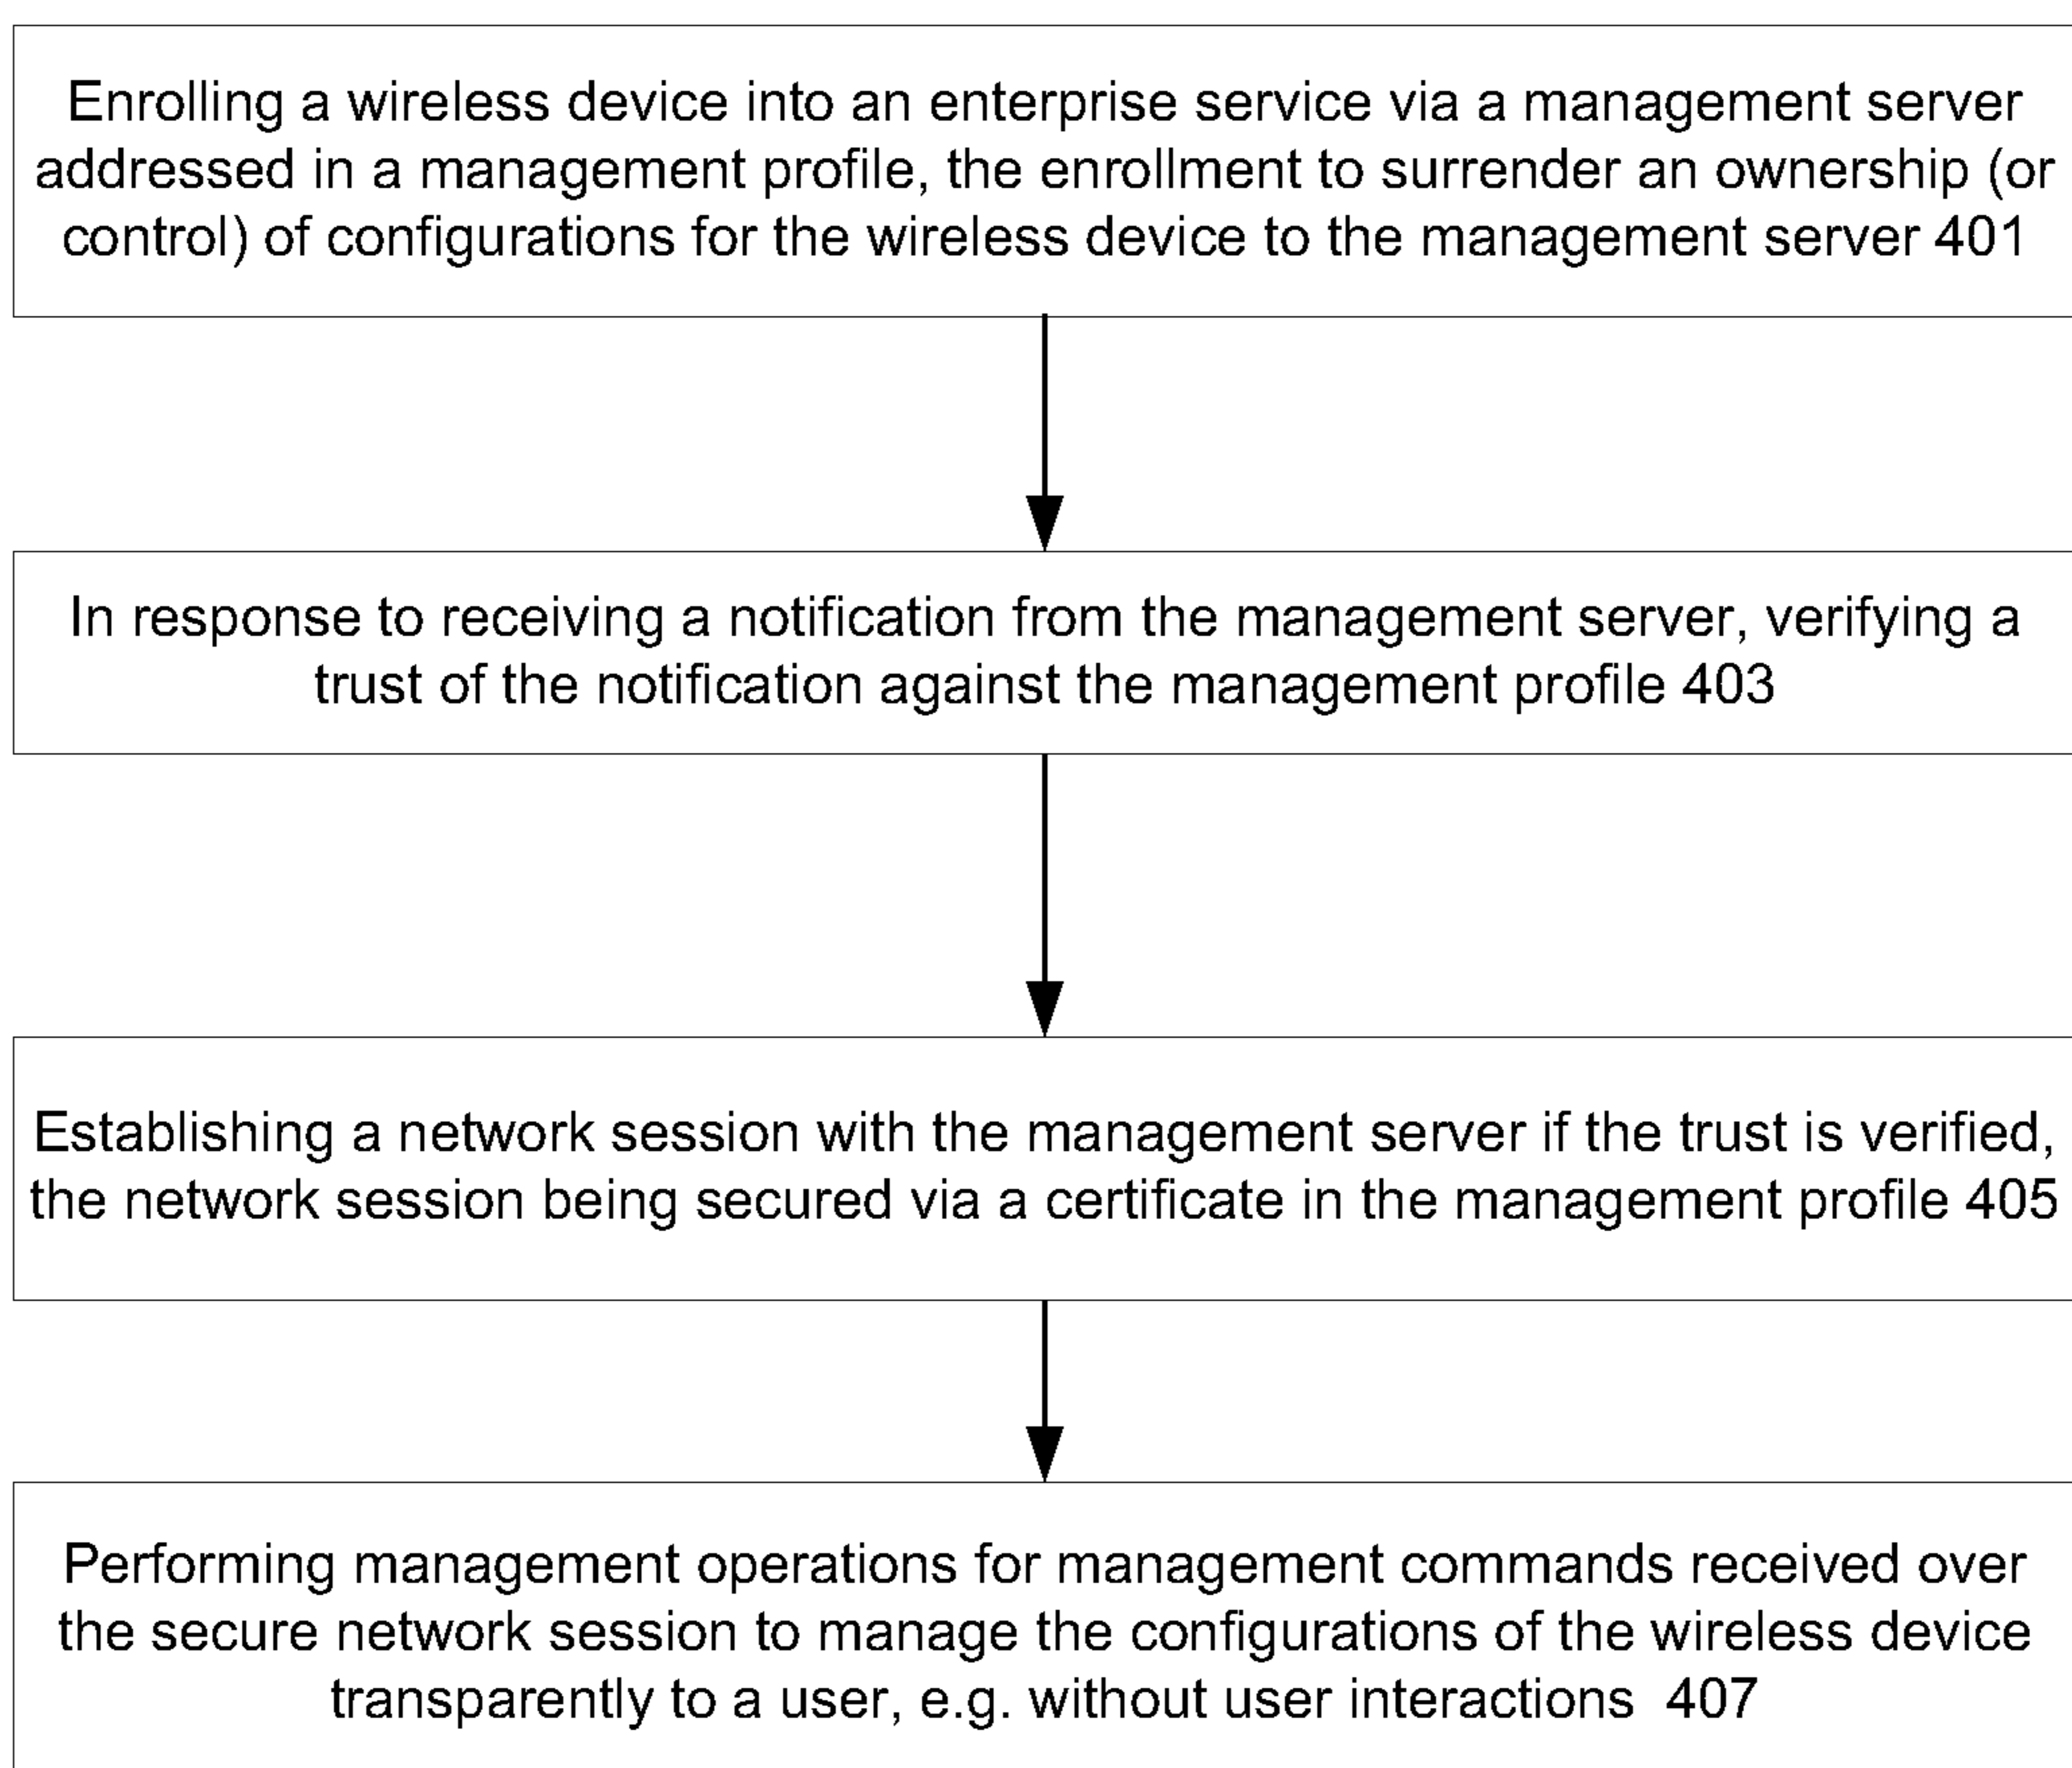 Enrolling a wireless device into an enterprise service via a management server
addressed in a management profile, the enrollment to surrender an ownership (or
control) of configurations for the wireless device to the management server 401
In response to receiving a notification from the management server, verifying a
trust of the notification against the management profile 403
Establishing a network session with the management server if the trust is verified,
the network session being secured via a certificate in the management profile 405
Performing management operations for management commands received over
the secure network session to manage the configurations of the wireless device
transparently to a user, e.g. without user interactions 407